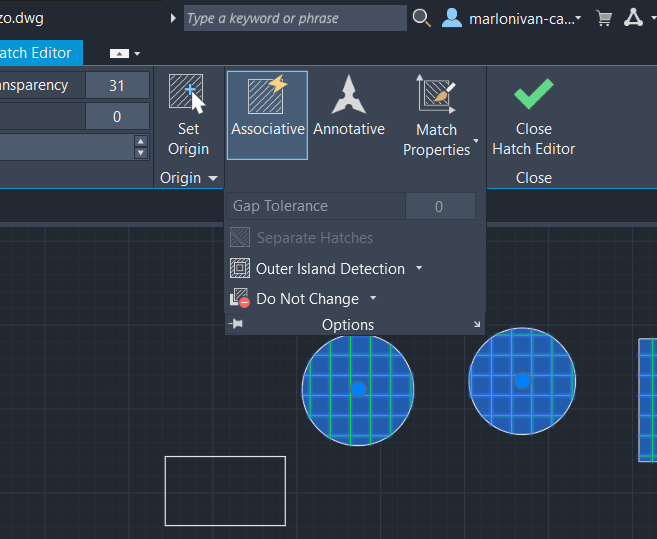 zo.dwg
Type a keyword or phrase
marlonivan-ca...
atch Editor
ansparency
31
0
Set
Origin
Origin
Associative
Annotative
Match
Properties
Close
Hatch Editor
Close
Gap Tolerance
0
Separate Hatches
Outer Island Detection
Do Not Change
Options